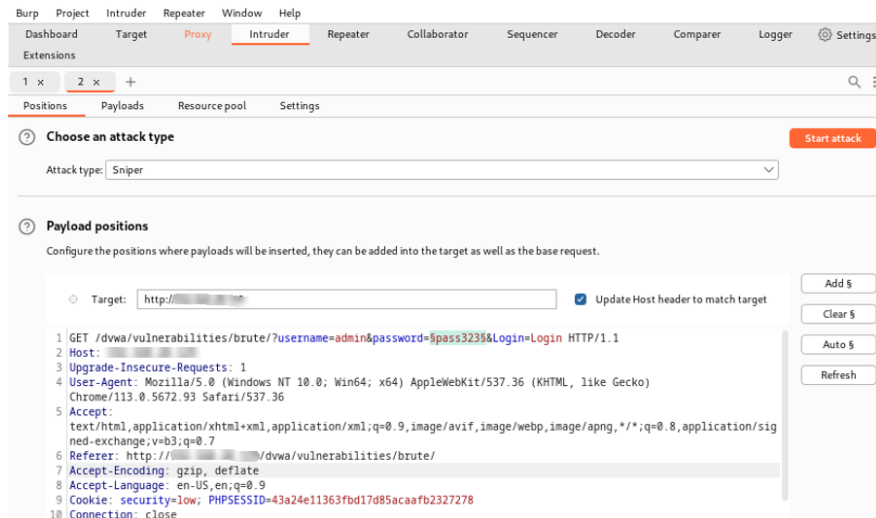 Burp Project Intruder Repeater Window Help
Dashboard Target Proxy Intruder Repeater Collaborator Sequencer Decoder Comparer Logger Settings
Extensions
1 × 2 × +
Positions Payloads Resource pool Settings
? Choose an attack type Start attack
Attack type: Sniper
? Payload positions
Configure the positions where payloads will be inserted, they can be added into the target as well as the base request.
Target: http:// Update Host header to match target Add §
Clear §
Auto §
Refresh
1 GET /dvwa/vulnerabilities/brute/?username=admin&password=§pass323§&Login=Login HTTP/1.1
2 Host:
3 Upgrade-Insecure-Requests: 1
4 User-Agent: Mozilla/5.0 (Windows NT 10.0; Win64; x64) AppleWebKit/537.36 (KHTML, like Gecko)
Chrome/113.0.5672.93 Safari/537.36
5 Accept:
text/html,application/xhtml+xml,application/xml;q=0.9,image/avif,image/webp,image/apng,*/*;q=0.8,application/sig
ned-exchange;v=b3;q=0.7
6 Referer: http:// /dvwa/vulnerabilities/brute/
7 Accept-Encoding: gzip, deflate
8 Accept-Language: en-US,en;q=0.9
9 Cookie: security=low; PHPSESSID=43a24e11363fbd17d85acaafb2327278
10 Connection: close